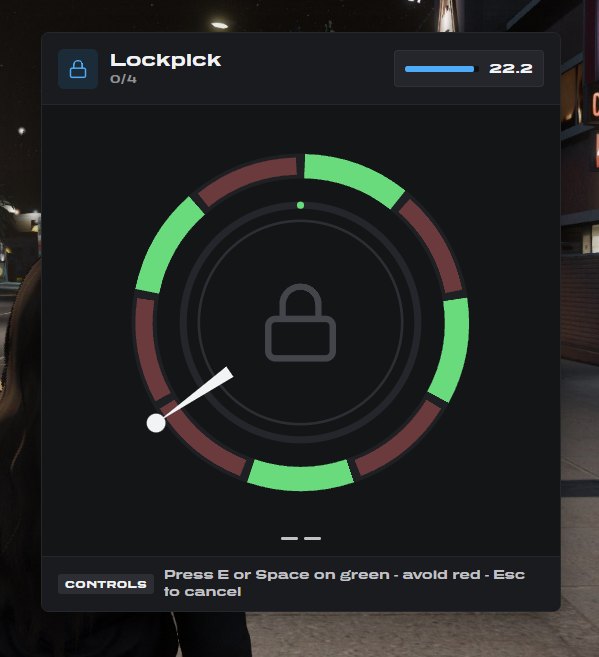 Lockpick
0/4
22.2
CONTROLS
Press E or Space on green - avoid red - Esc
to cancel